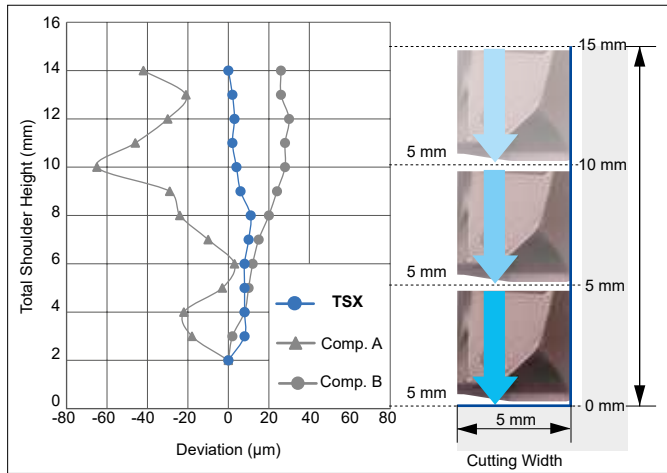 16
14
12
10
8
6
4
2
0
Total Shoulder Height (mm)
-80
-60
-40
-20
0
20
40
60
80
Deviation (µm)
TSX
Comp. A
Comp. B
15 mm
5 mm
10 mm
5 mm
5 mm
5 mm
0 mm
5 mm
Cutting Width